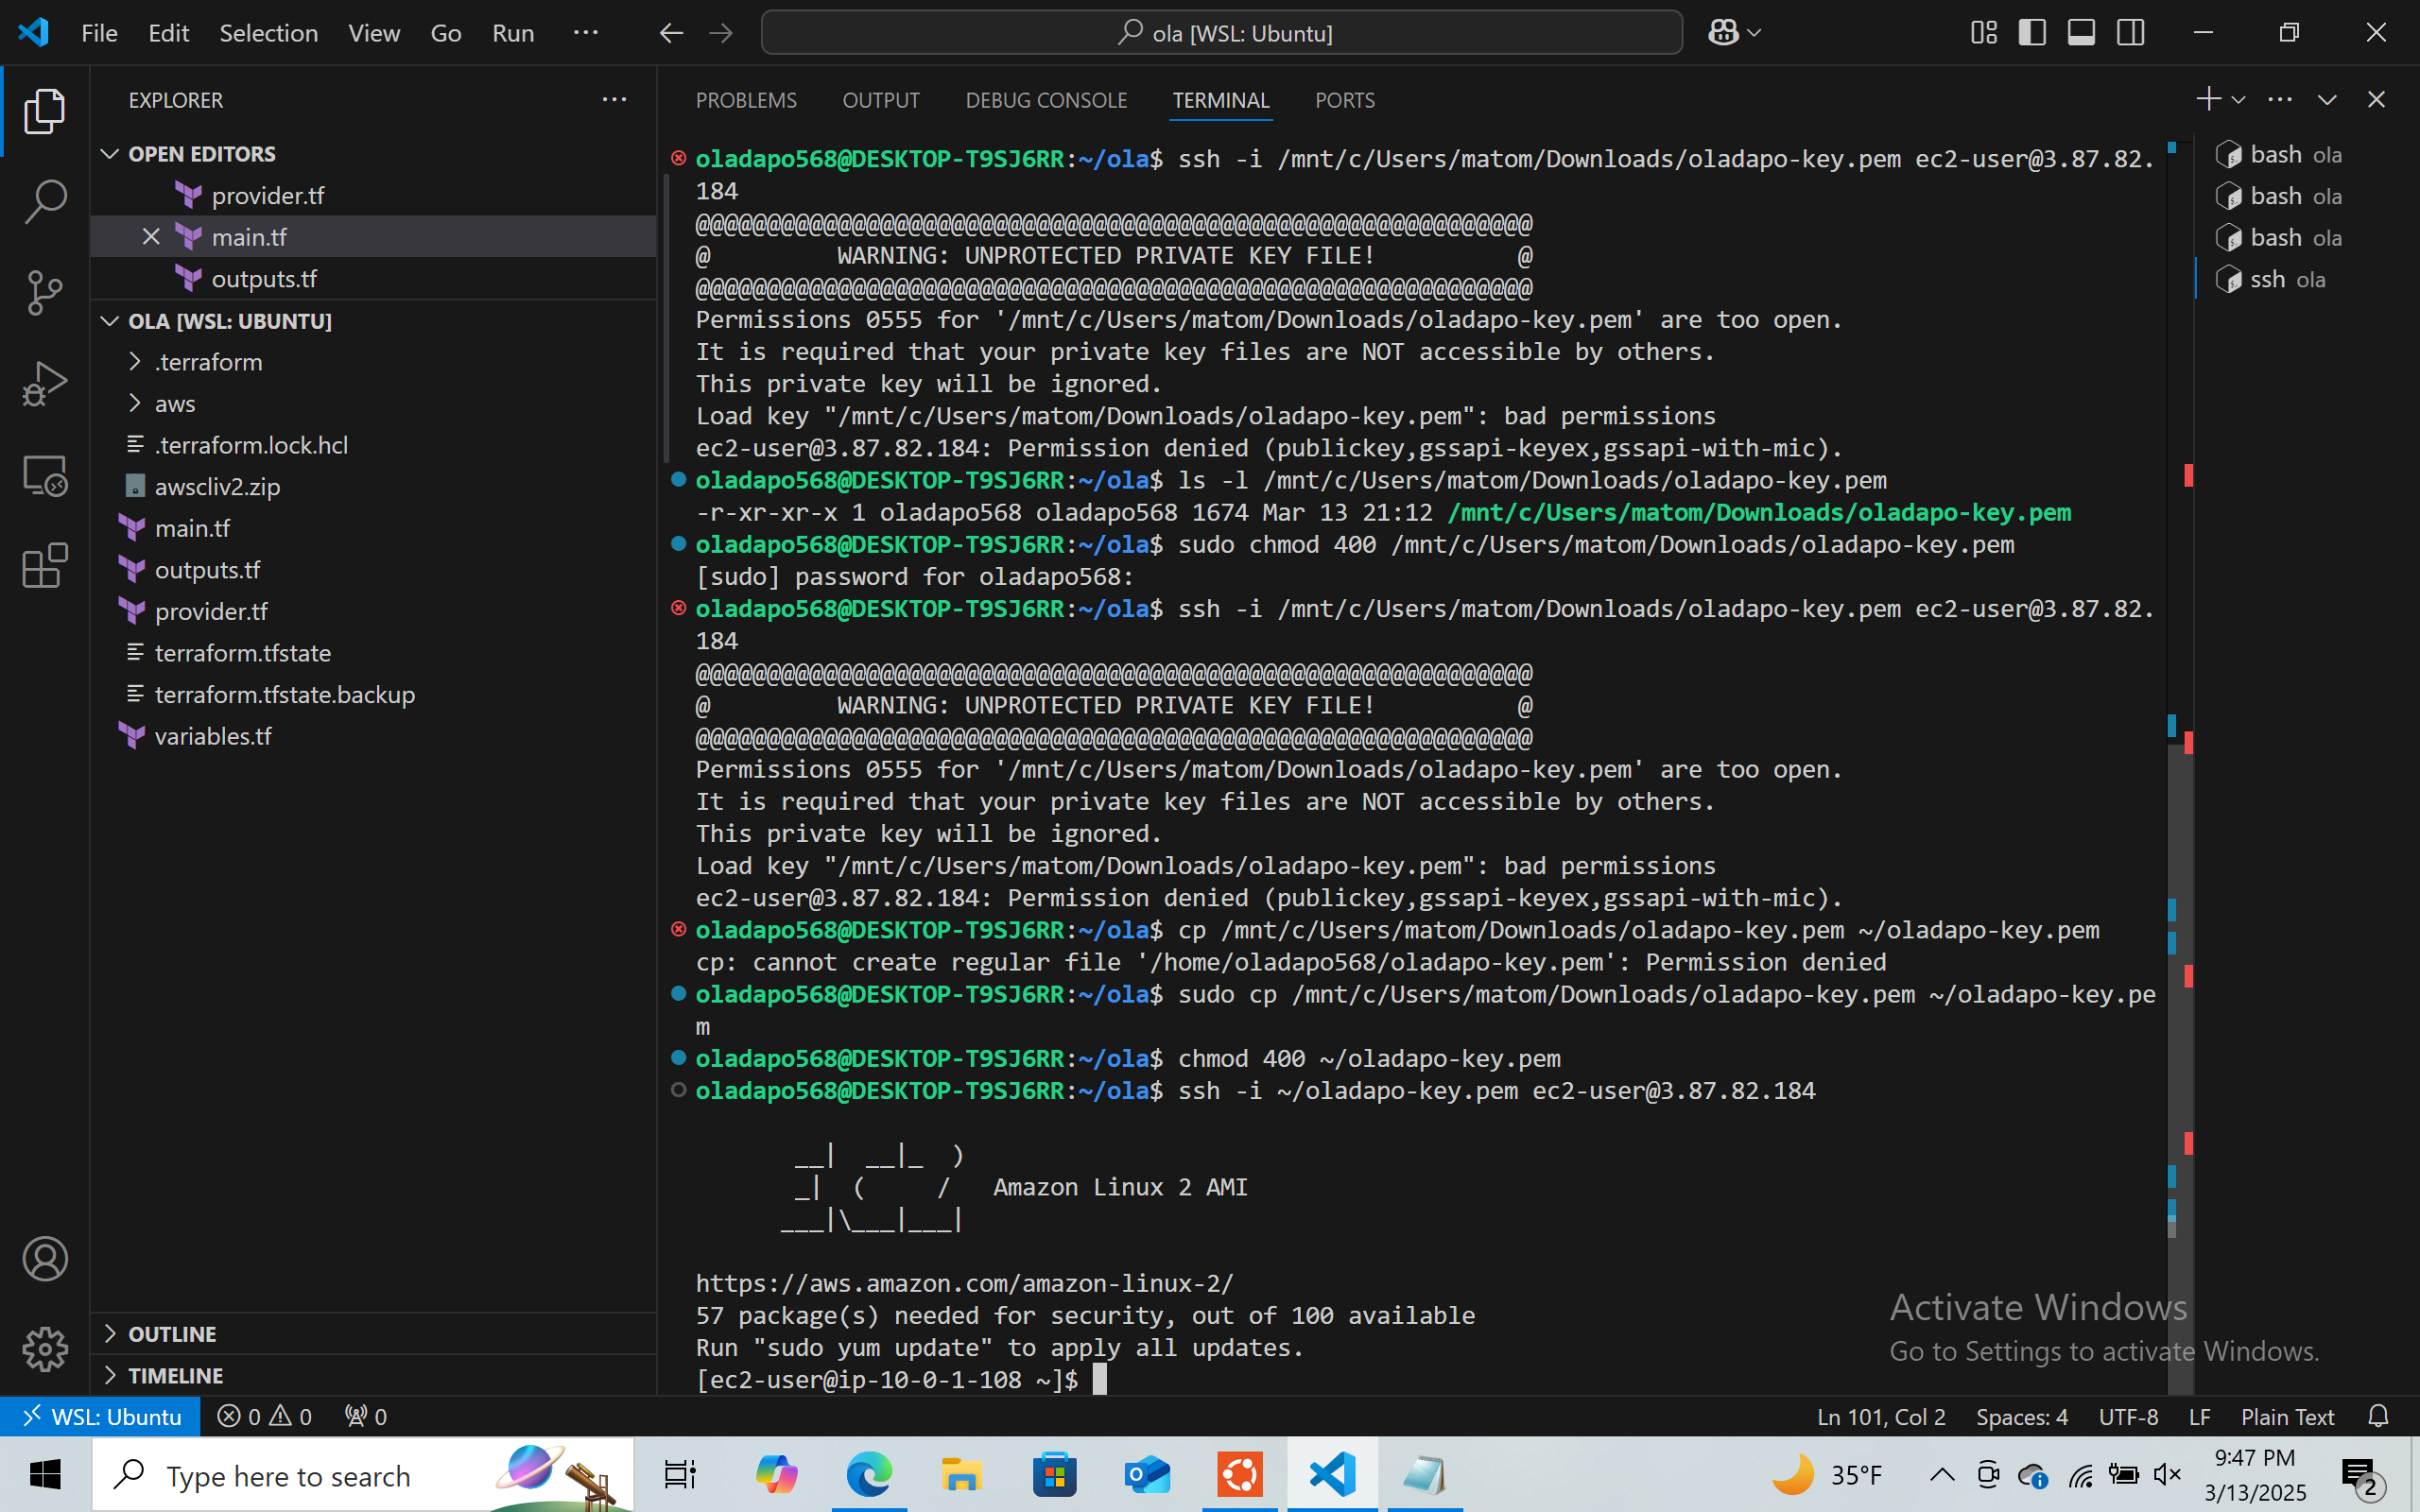 File Edit Selection View Go Run ··· ola [WSL: Ubuntu]
EXPLORER
OPEN EDITORS
provider.tf
main.tf
outputs.tf
OLA [WSL: UBUNTU]
.terraform
aws
.terraform.lock.hcl
awscliv2.zip
main.tf
outputs.tf
provider.tf
terraform.tfstate
terraform.tfstate.backup
variables.tf
OUTLINE
TIMELINE
PROBLEMS OUTPUT DEBUG CONSOLE TERMINAL PORTS
oladapo568@DESKTOP-T9SJ6RR:~/ola$ ssh -i /mnt/c/Users/matom/Downloads/oladapo-key.pem ec2-user@3.87.82.
184
@@@@@@@@@@@@@@@@@@@@@@@@@@@@@@@@@@@@@@@@@@@@@@@@@@@@@@@@@@@
@         WARNING: UNPROTECTED PRIVATE KEY FILE!          @
@@@@@@@@@@@@@@@@@@@@@@@@@@@@@@@@@@@@@@@@@@@@@@@@@@@@@@@@@@@
Permissions 0555 for '/mnt/c/Users/matom/Downloads/oladapo-key.pem' are too open.
It is required that your private key files are NOT accessible by others.
This private key will be ignored.
Load key "/mnt/c/Users/matom/Downloads/oladapo-key.pem": bad permissions
ec2-user@3.87.82.184: Permission denied (publickey,gssapi-keyex,gssapi-with-mic).
oladapo568@DESKTOP-T9SJ6RR:~/ola$ ls -l /mnt/c/Users/matom/Downloads/oladapo-key.pem
-r-xr-xr-x 1 oladapo568 oladapo568 1674 Mar 13 21:12 /mnt/c/Users/matom/Downloads/oladapo-key.pem
oladapo568@DESKTOP-T9SJ6RR:~/ola$ sudo chmod 400 /mnt/c/Users/matom/Downloads/oladapo-key.pem
[sudo] password for oladapo568:
oladapo568@DESKTOP-T9SJ6RR:~/ola$ ssh -i /mnt/c/Users/matom/Downloads/oladapo-key.pem ec2-user@3.87.82.
184
@@@@@@@@@@@@@@@@@@@@@@@@@@@@@@@@@@@@@@@@@@@@@@@@@@@@@@@@@@@
@         WARNING: UNPROTECTED PRIVATE KEY FILE!          @
@@@@@@@@@@@@@@@@@@@@@@@@@@@@@@@@@@@@@@@@@@@@@@@@@@@@@@@@@@@
Permissions 0555 for '/mnt/c/Users/matom/Downloads/oladapo-key.pem' are too open.
It is required that your private key files are NOT accessible by others.
This private key will be ignored.
Load key "/mnt/c/Users/matom/Downloads/oladapo-key.pem": bad permissions
ec2-user@3.87.82.184: Permission denied (publickey,gssapi-keyex,gssapi-with-mic).
oladapo568@DESKTOP-T9SJ6RR:~/ola$ cp /mnt/c/Users/matom/Downloads/oladapo-key.pem ~/oladapo-key.pem
cp: cannot create regular file '/home/oladapo568/oladapo-key.pem': Permission denied
oladapo568@DESKTOP-T9SJ6RR:~/ola$ sudo cp /mnt/c/Users/matom/Downloads/oladapo-key.pem ~/oladapo-key.pe
m
oladapo568@DESKTOP-T9SJ6RR:~/ola$ chmod 400 ~/oladapo-key.pem
oladapo568@DESKTOP-T9SJ6RR:~/ola$ ssh -i ~/oladapo-key.pem ec2-user@3.87.82.184
       __|  __|_  )
       _|  (     /   Amazon Linux 2 AMI
      ___|\___|___|
https://aws.amazon.com/amazon-linux-2/
57 package(s) needed for security, out of 100 available
Run "sudo yum update" to apply all updates.
[ec2-user@ip-10-0-1-108 ~]$
bash ola
bash ola
bash ola
ssh ola
Activate Windows
Go to Settings to activate Windows.
WSL: Ubuntu 0 0 0 Ln 101, Col 2 Spaces: 4 UTF-8 LF Plain Text
Type here to search
35°F
9:47 PM
3/13/2025
2